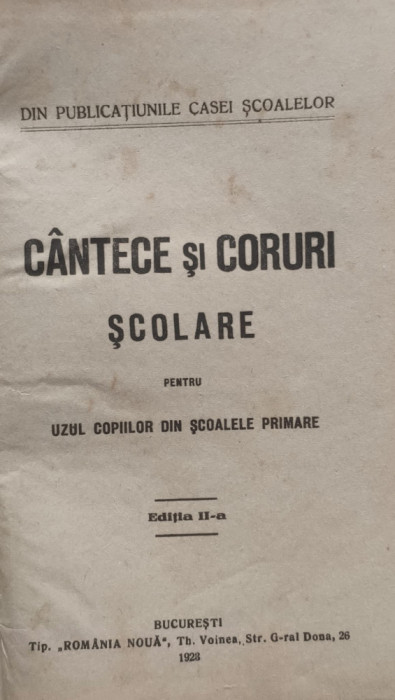 DIN PUBLICAȚIUNILE CASEI ȘCOALELOR
CÂNTECE ȘI CORURI
ȘCOLARE
PENTRU
UZUL COPIILOR DIN ȘCOALELE PRIMARE
Ediția II-a
BUCUREȘTI
Tip. „ROMÂNIA NOUĂ", Th. Voinea, Str. G-ral Dona, 26
1923